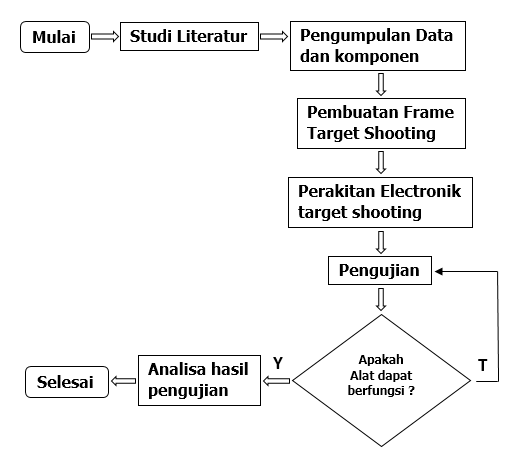 Mulai
Studi Literatur
Pengumpulan Data
dan komponen
Pembuatan Frame
Target Shooting
Perakitan Electronik
target shooting
Pengujian
Apakah
Alat dapat
berfungsi ?
T
Y
Analisa hasil
pengujian
Selesai